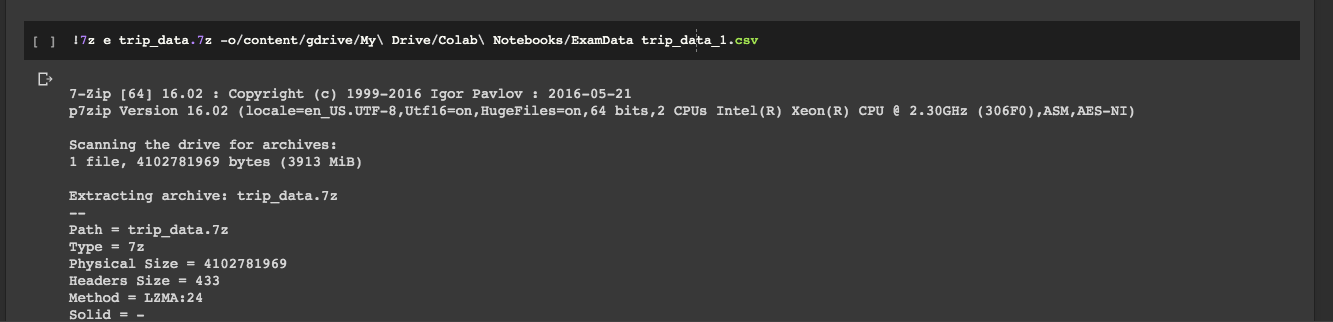 [ ] !7z e trip_data.7z -o/content/gdrive/My\ Drive/Colab\ Notebooks/ExamData trip_data_1.csv
7-Zip [64] 16.02 : Copyright (c) 1999-2016 Igor Pavlov : 2016-05-21
p7zip Version 16.02 (locale=en_US.UTF-8,Utf16=on,HugeFiles=on,64 bits,2 CPUs Intel(R) Xeon(R) CPU @ 2.30GHz (306F0),ASM,AES-NI)
Scanning the drive for archives:
1 file, 4102781969 bytes (3913 MiB)
Extracting archive: trip_data.7z
--
Path = trip_data.7z
Type = 7z
Physical Size = 4102781969
Headers Size = 433
Method = LZMA:24
Solid = -